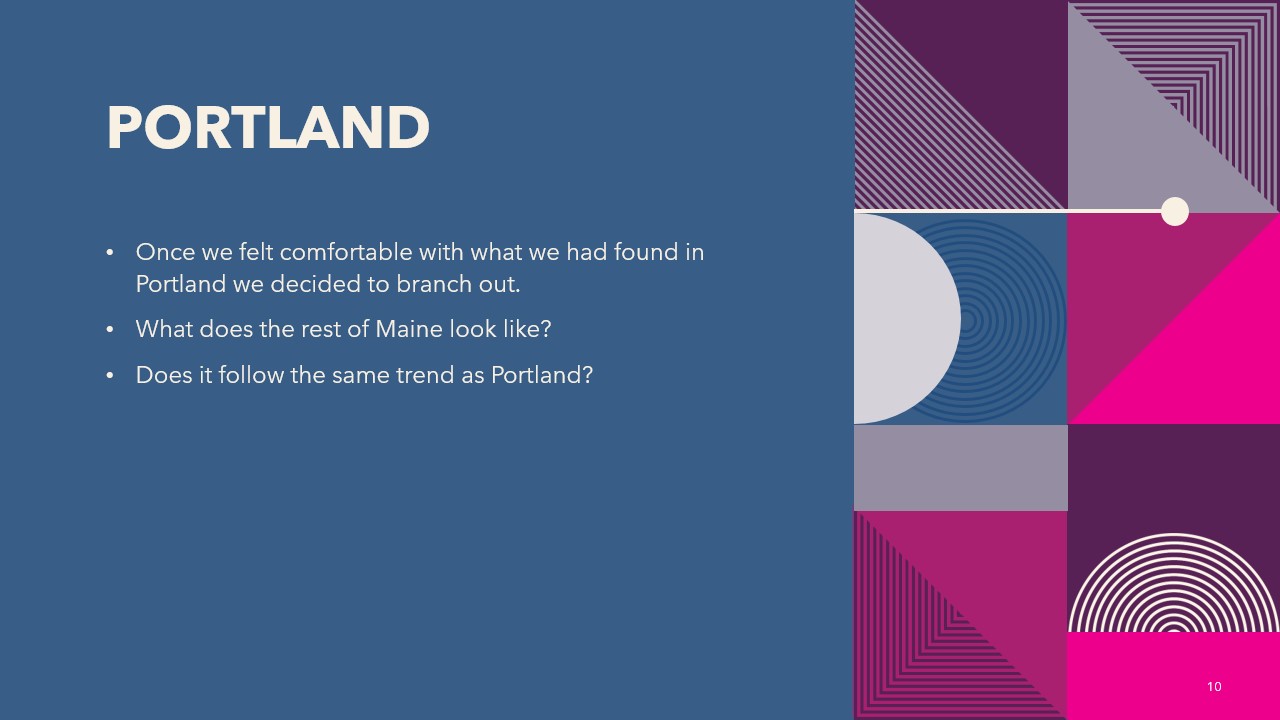 PORTLAND
• Once we felt comfortable with what we had found in
Portland we decided to branch out.
• What does the rest of Maine look like?
• Does it follow the same trend as Portland?
10